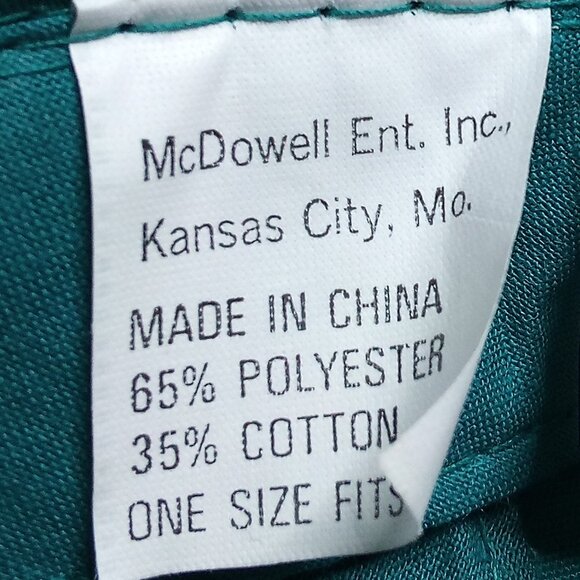 McDowell Ent. Inc.,
Kansas City, Mo.
MADE IN CHINA
65% POLYESTER
35% COTTON
ONE SIZE FITS